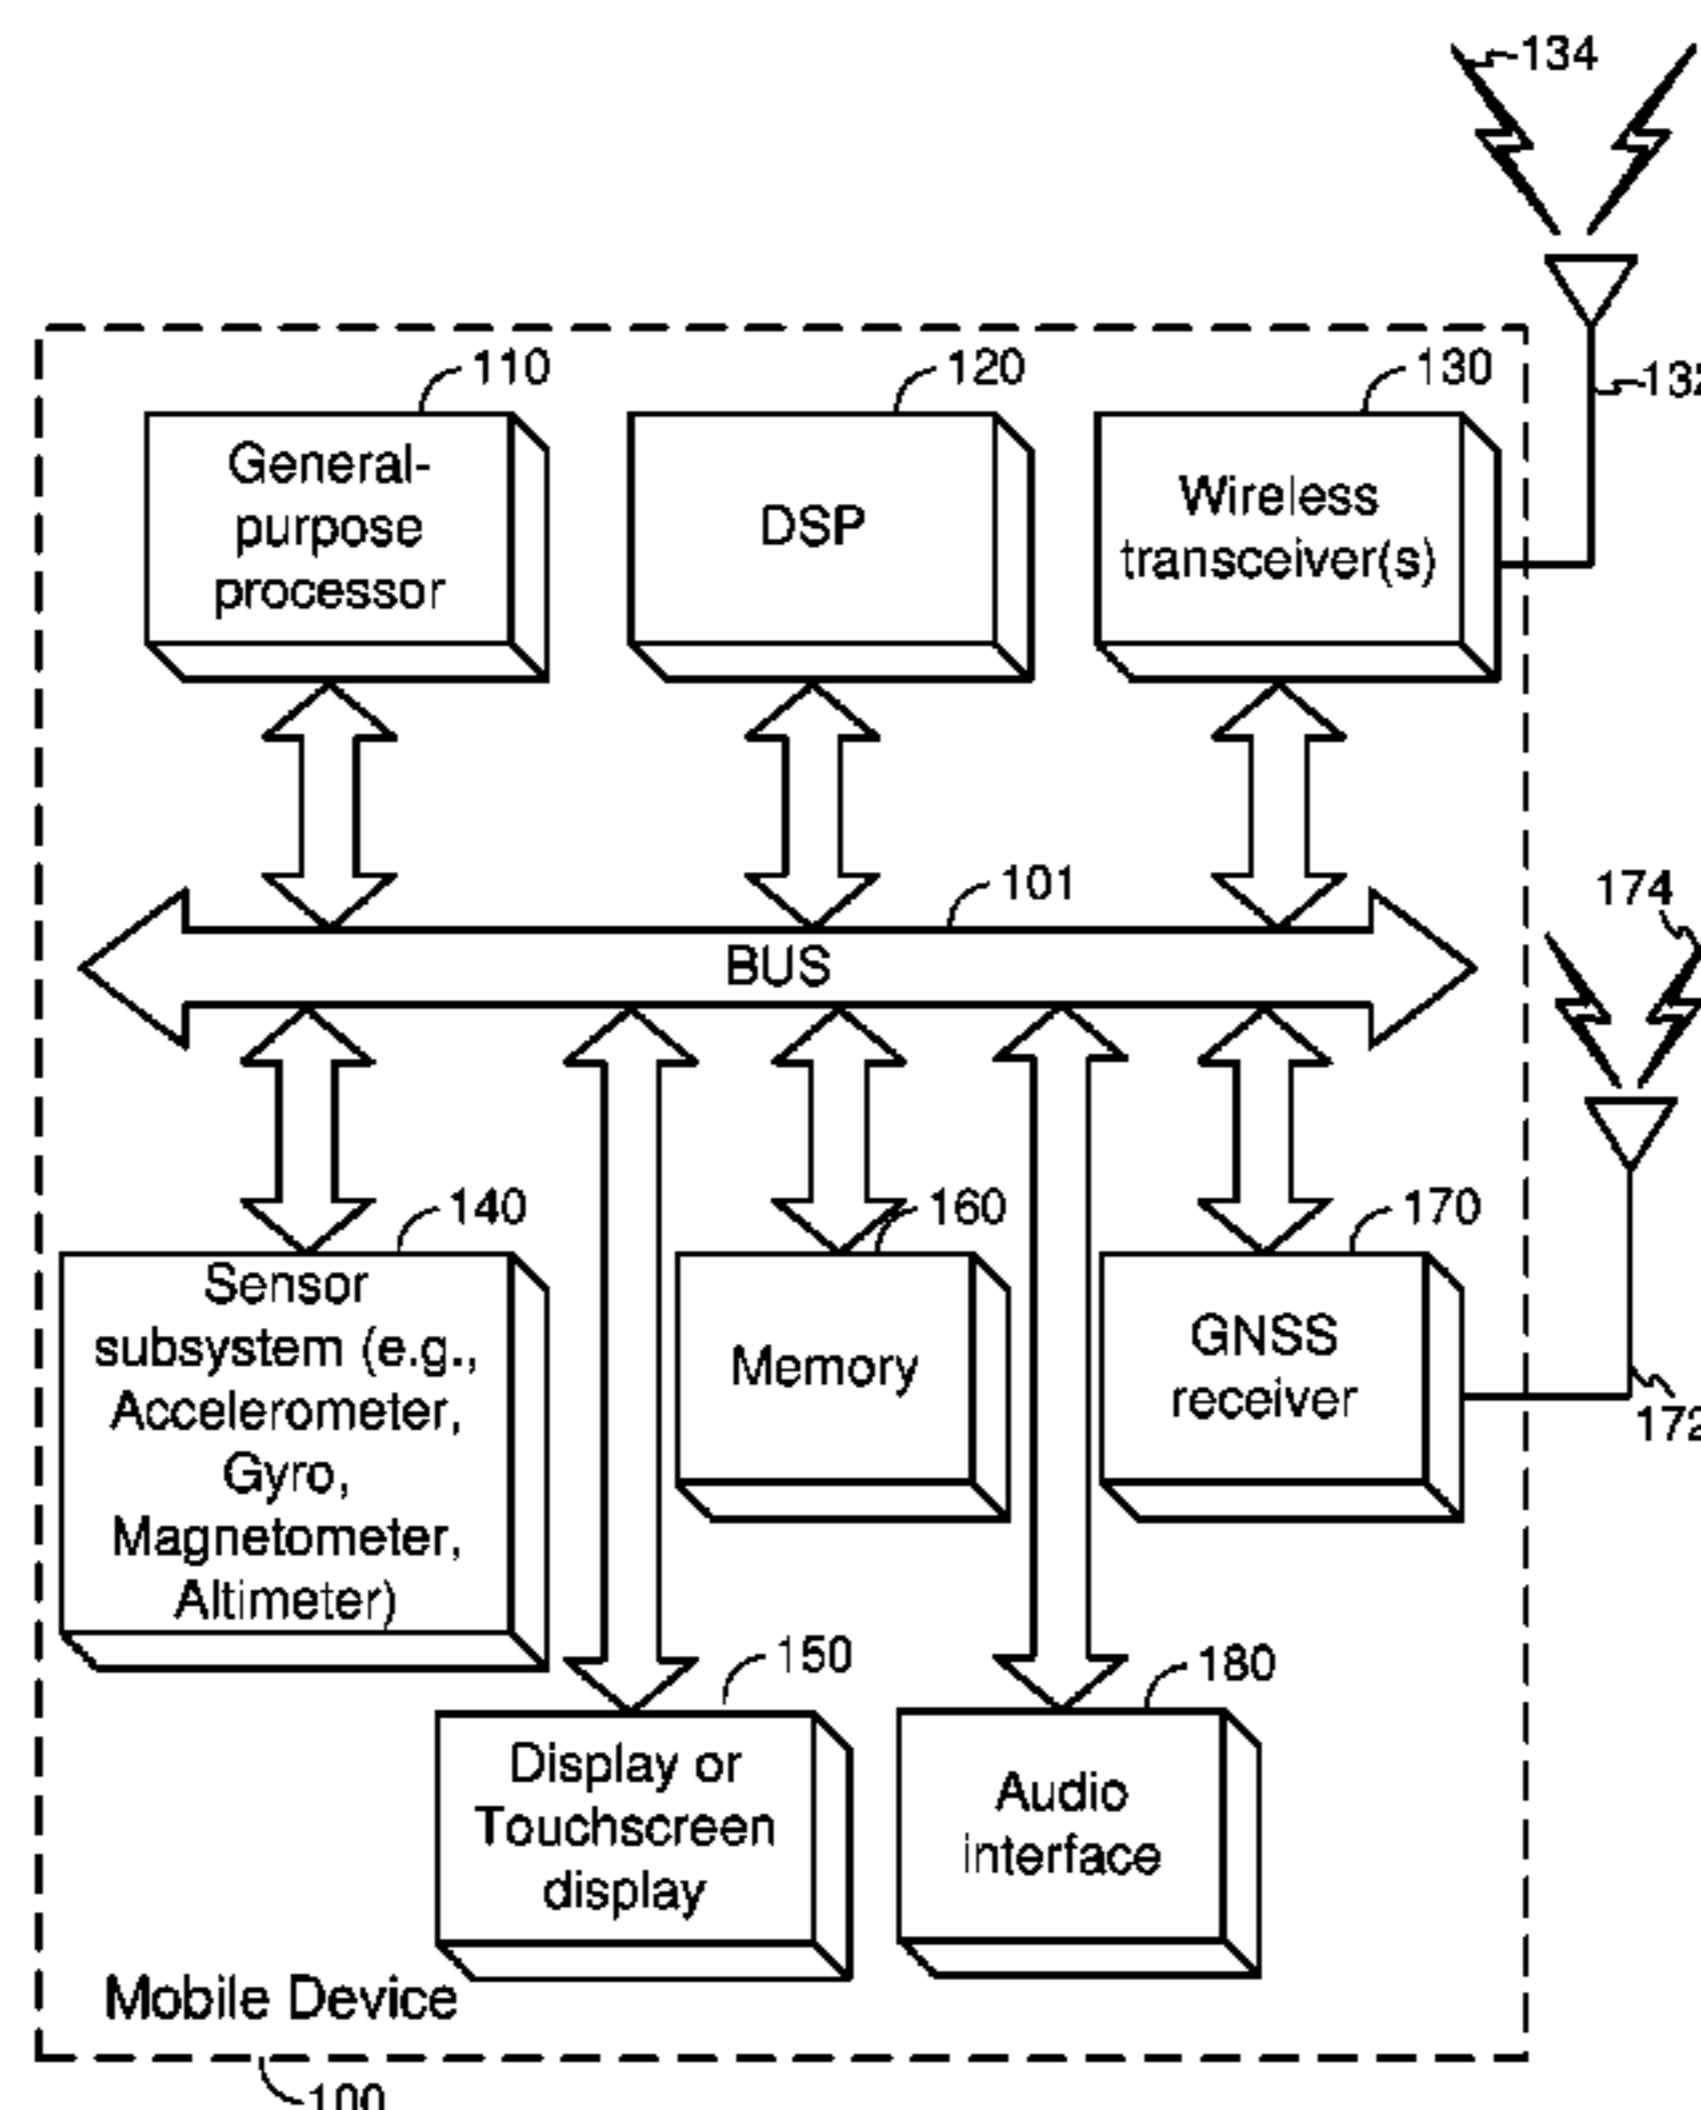 134
110
120
130
132
General-
purpose
processor
DSP
Wireless
transceiver(s)
101
174
BUS
140
160
170
Sensor
subsystem (e.g.,
Accelerometer,
Gyro,
Magnetometer,
Altimeter)
Memory
GNSS
receiver
172
150
180
Display or
Touchscreen
display
Audio
interface
Mobile Device
100